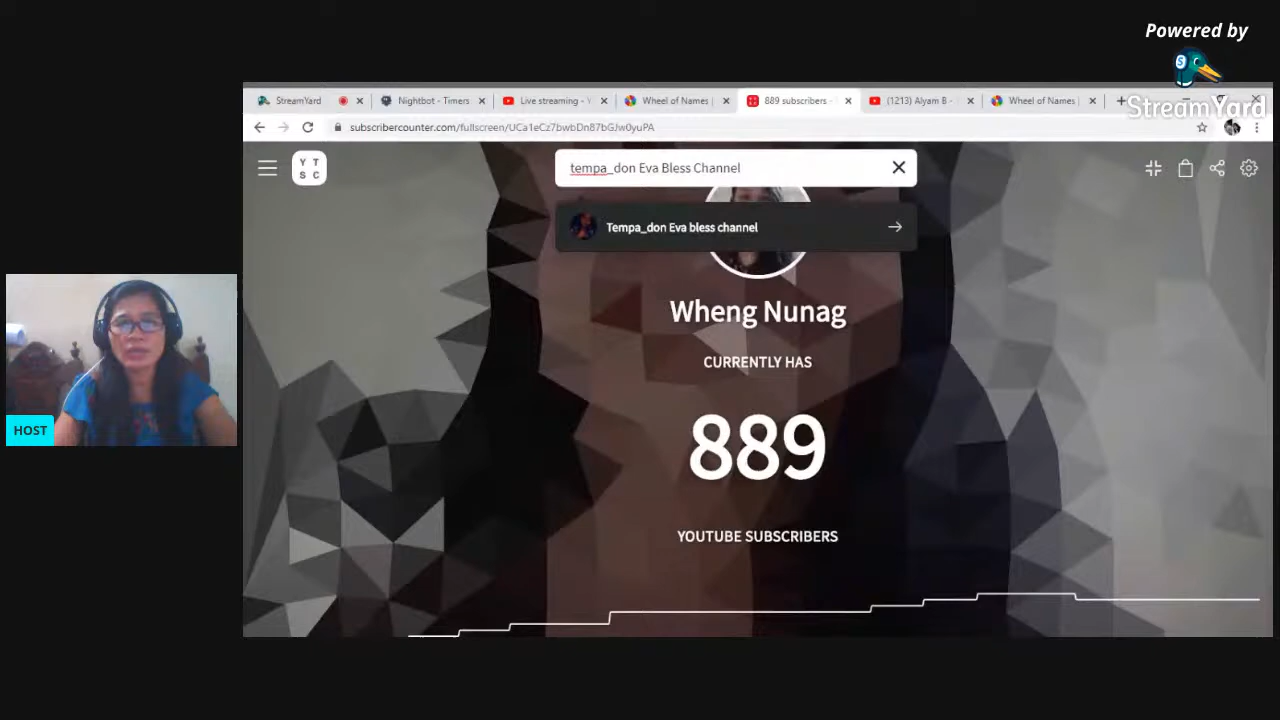 Powered by
StreamYard
StreamYard
Nightbot - Timers
Live streaming - Y
Wheel of Names |
889 subscribers -
(1213) Alyam B -
Wheel of Names |
subscribercounter.com/fullscreen/UCa1eCz7bwbDn87bGJw0yuPA
Y T
S C
tempa_don Eva Bless Channel
Tempa_don Eva bless channel
Wheng Nunag
CURRENTLY HAS
889
YOUTUBE SUBSCRIBERS
HOST